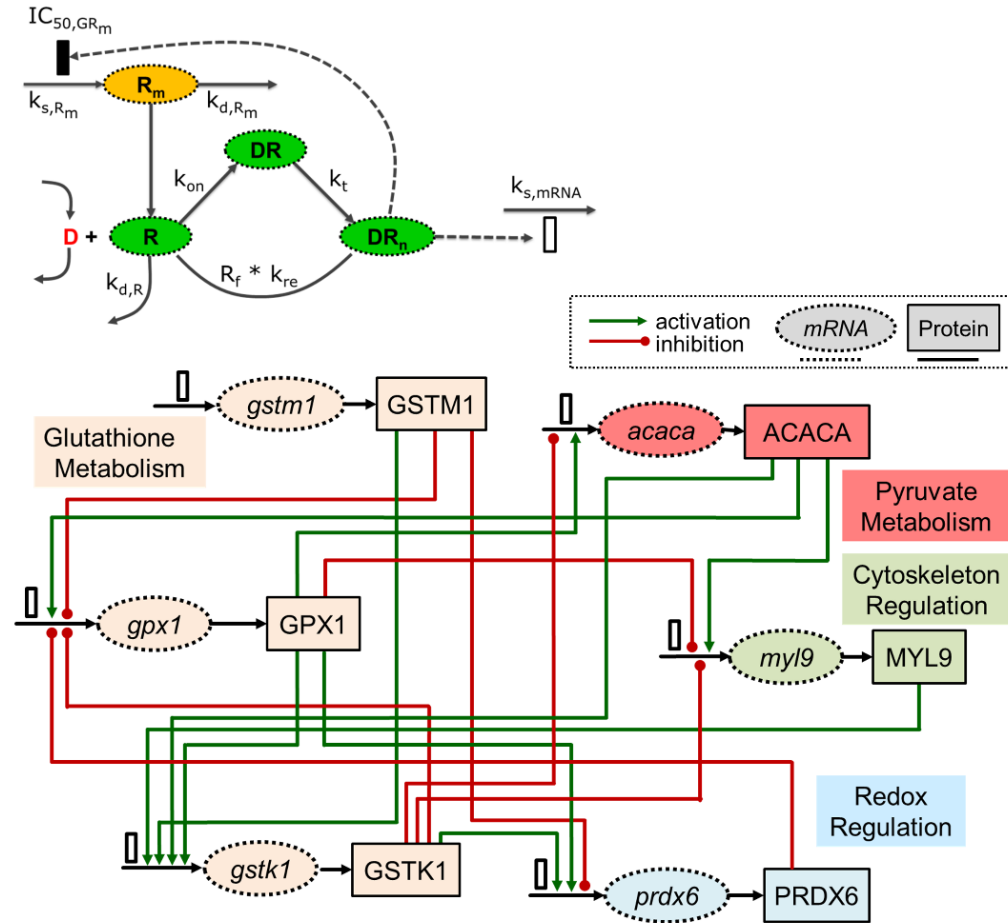 IC50,GRm
Rm
ks,Rm
kd,Rm
DR
kon
kt
ks,mRNA
D + R
DRn
Rf * kre
kd,R
activation
inhibition
mRNA
Protein
gstm1
GSTM1
acaca
ACACA
Glutathione
Metabolism
Pyruvate
Metabolism
Cytoskeleton
Regulation
gpx1
GPX1
myl9
MYL9
Redox
Regulation
gstk1
GSTK1
prdx6
PRDX6